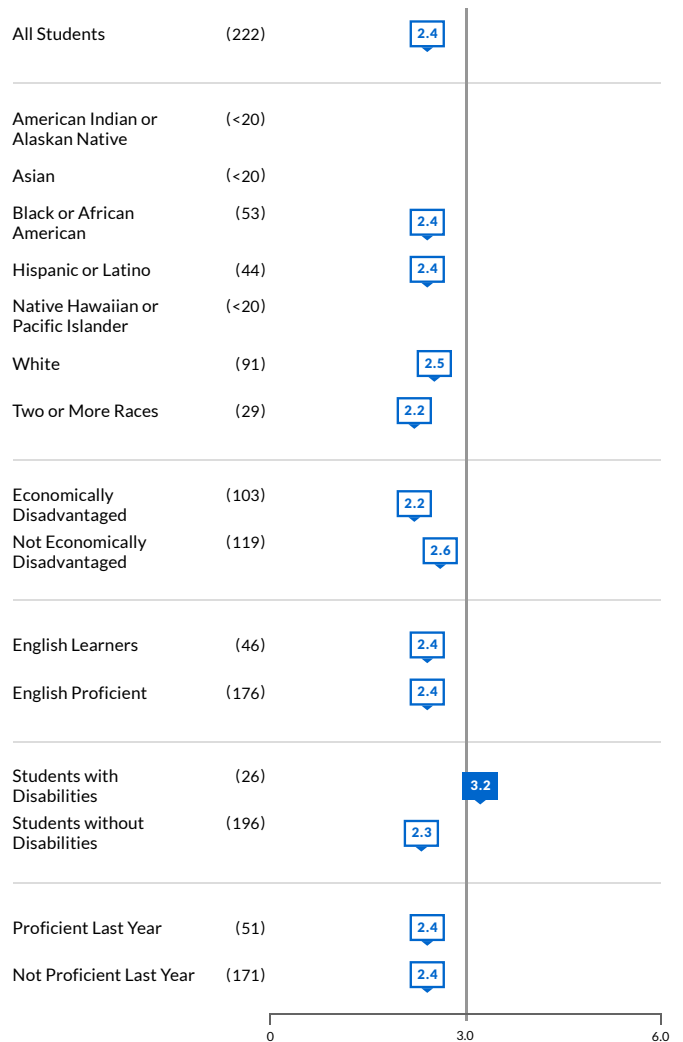 All Students (222) 2.4
American Indian or (<20)
Alaskan Native
Asian (<20)
Black or African (53) 2.4
American
Hispanic or Latino (44) 2.4
Native Hawaiian or (<20)
Pacific Islander
White (91) 2.5
Two or More Races (29) 2.2
Economically (103) 2.2
Disadvantaged
Not Economically (119) 2.6
Disadvantaged
English Learners (46) 2.4
English Proficient (176) 2.4
Students with (26) 3.2
Disabilities
Students without (196) 2.3
Disabilities
Proficient Last Year (51) 2.4
Not Proficient Last Year (171) 2.4
0 3.0 6.0